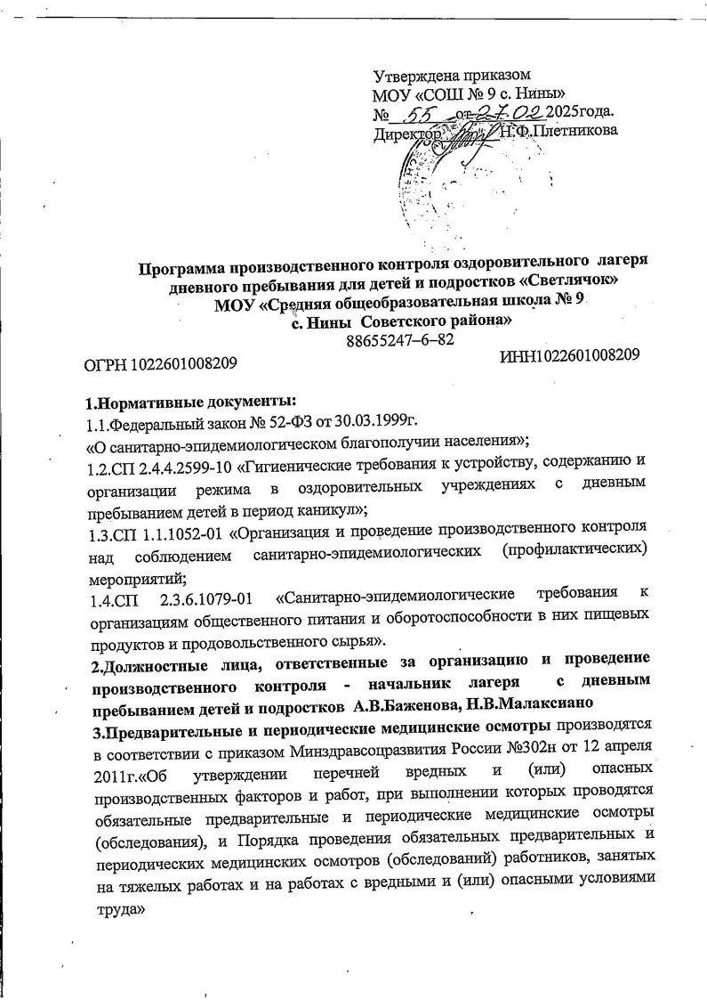 Утверждена приказом
МОУ «СОШ № 9 с. Нины»
№ 55 от 27.02 2025года.
Директор Н.Ф.Плетникова
Программа производственного контроля оздоровительного лагеря
дневного пребывания для детей и подростков «Светлячок»
МОУ «Средняя общеобразовательная школа № 9
с. Нины Советского района»
88655247–6–82
ОГРН 1022601008209 ИНН1022601008209
1.Нормативные документы:
1.1.Федеральный закон № 52-ФЗ от 30.03.1999г.
«О санитарно-эпидемиологическом благополучии населения»;
1.2.СП 2.4.4.2599-10 «Гигиенические требования к устройству, содержанию и
организации режима в оздоровительных учреждениях с дневным
пребыванием детей в период каникул»;
1.3.СП 1.1.1052-01 «Организация и проведение производственного контроля
над соблюдением санитарно-эпидемиологических (профилактических)
мероприятий;
1.4.СП 2.3.6.1079-01 «Санитарно-эпидемиологические требования к
организациям общественного питания и оборотоспособности в них пищевых
продуктов и продовольственного сырья».
2.Должностные лица, ответственные за организацию и проведение
производственного контроля - начальник лагеря с дневным
пребыванием детей и подростков А.В.Баженова, Н.В.Малаксиано
3.Предварительные и периодические медицинские осмотры производятся
в соответствии с приказом Минздравсоцразвития России №302н от 12 апреля
2011г.«Об утверждении перечней вредных и (или) опасных
производственных факторов и работ, при выполнении которых проводятся
обязательные предварительные и периодические медицинские осмотры
(обследования), и Порядка проведения обязательных предварительных и
периодических медицинских осмотров (обследований) работников, занятых
на тяжелых работах и на работах с вредными и (или) опасными условиями
труда»